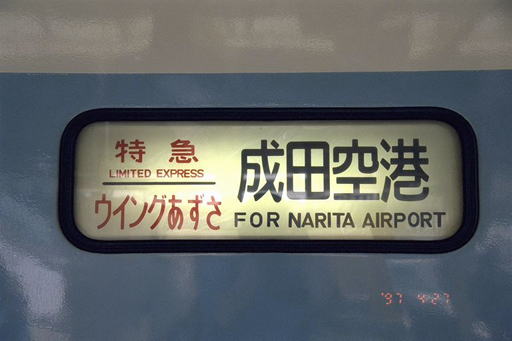 特急
LIMITED EXPRESS
ウイングあずさ
成田空港
FOR NARITA AIRPORT
'97 4.27